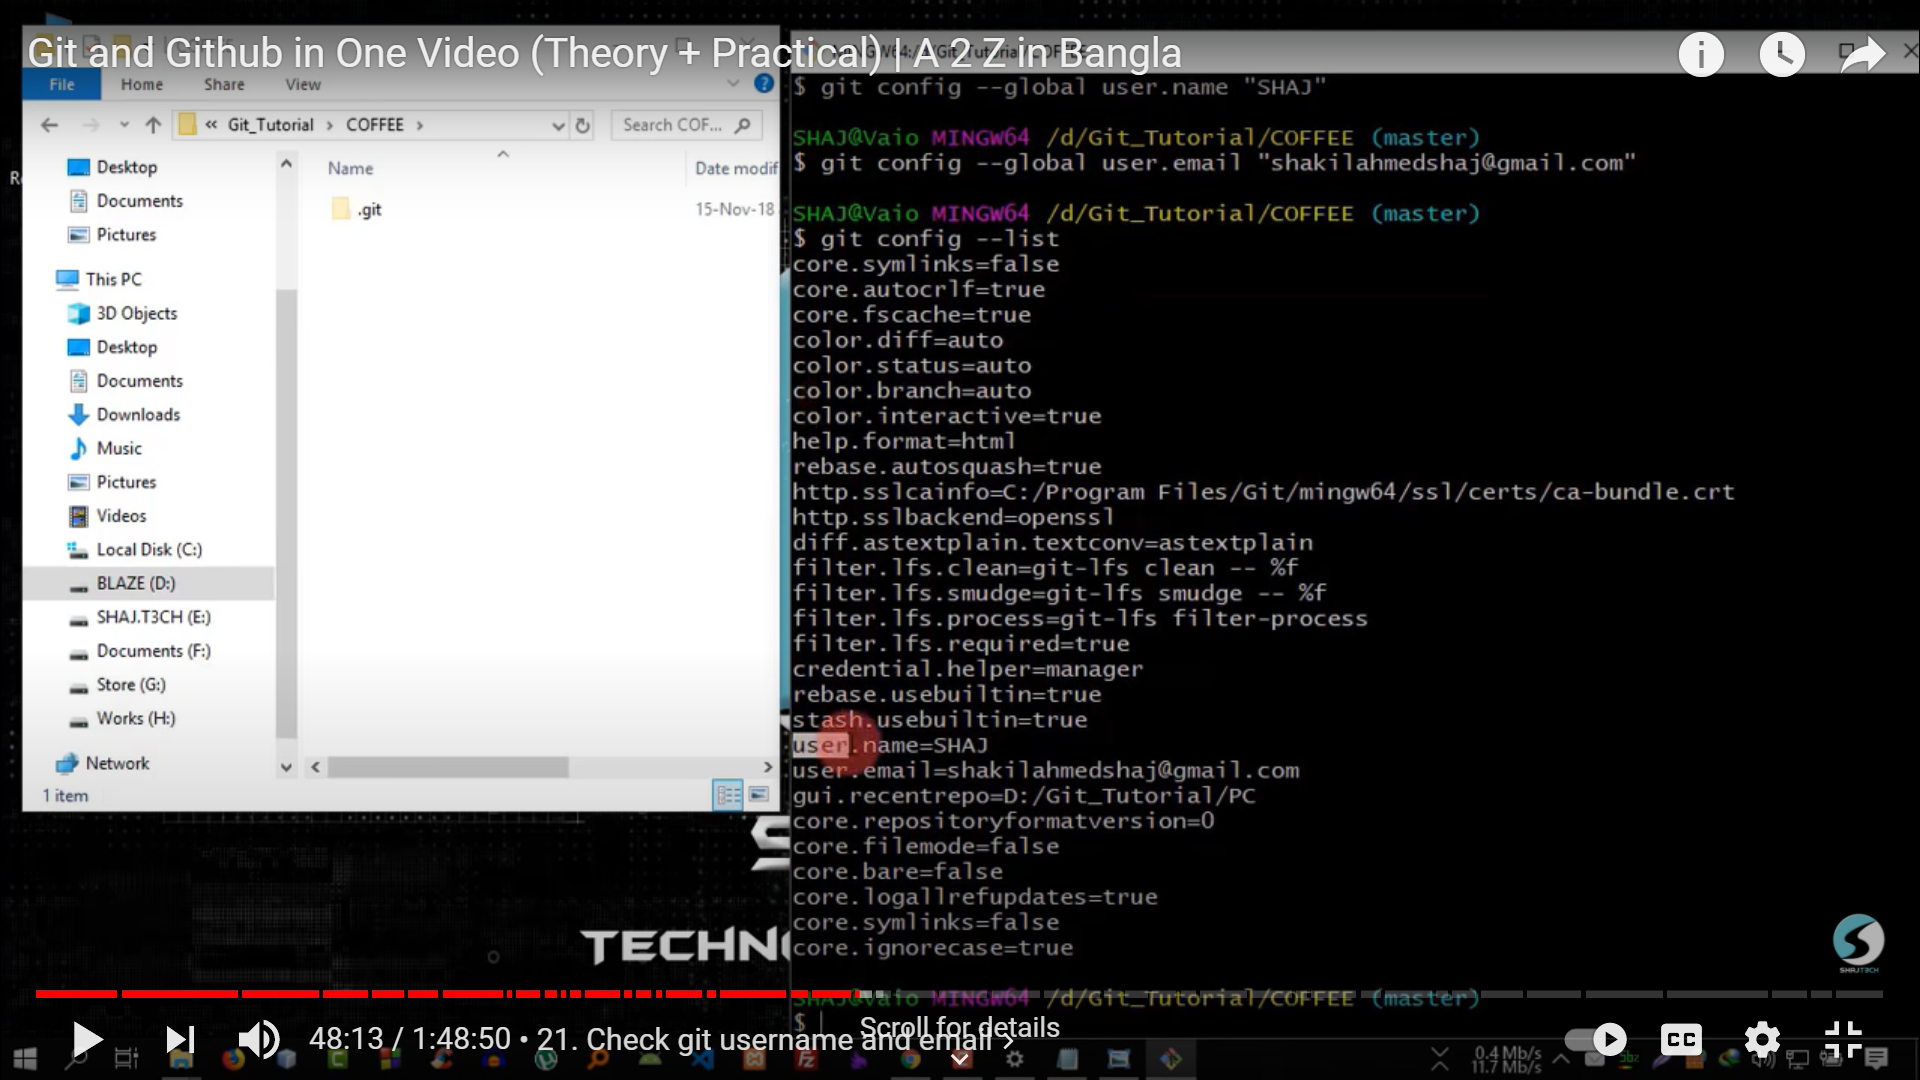 Git and Github in One Video (Theory + Practical) | A 2 Z in Bangla
File Home Share View
« Git_Tutorial › COFFEE ›
Search COF...
Desktop
Documents
Pictures
This PC
3D Objects
Desktop
Documents
Downloads
Music
Pictures
Videos
Local Disk (C:)
BLAZE (D:)
SHAJ.T3CH (E:)
Documents (F:)
Store (G:)
Works (H:)
Network
1 item
Name Date modif
.git 15-Nov-18
$ git config --global user.name "SHAJ"
SHAJ@Vaio MINGW64 /d/Git_Tutorial/COFFEE (master)
$ git config --global user.email "shakilahmedshaj@gmail.com"
SHAJ@Vaio MINGW64 /d/Git_Tutorial/COFFEE (master)
$ git config --list
core.symlinks=false
core.autocrlf=true
core.fscache=true
color.diff=auto
color.status=auto
color.branch=auto
color.interactive=true
help.format=html
rebase.autosquash=true
http.sslcainfo=C:/Program Files/Git/mingw64/ssl/certs/ca-bundle.crt
http.sslbackend=openssl
diff.astextplain.textconv=astextplain
filter.lfs.clean=git-lfs clean -- %f
filter.lfs.smudge=git-lfs smudge -- %f
filter.lfs.process=git-lfs filter-process
filter.lfs.required=true
credential.helper=manager
rebase.usebuiltin=true
stash.usebuiltin=true
user.name=SHAJ
user.email=shakilahmedshaj@gmail.com
gui.recentrepo=D:/Git_Tutorial/PC
core.repositoryformatversion=0
core.filemode=false
core.bare=false
core.logallrefupdates=true
core.symlinks=false
core.ignorecase=true
SHAJ@Vaio MINGW64 /d/Git_Tutorial/COFFEE (master)
$
TECHN
SHAJT3CH
48:13 / 1:48:50 • 21. Check git username and email ›
Scroll for details
CC
0.4 Mb/s
11.7 Mb/s